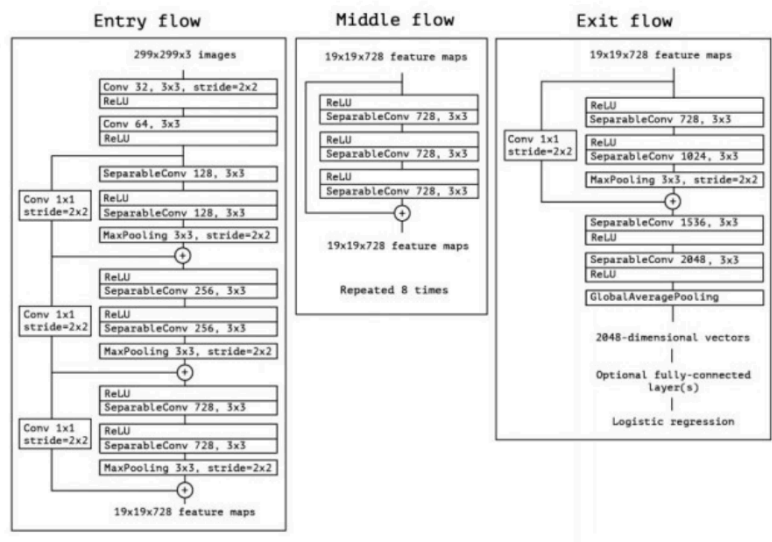 Entry flow
299x299x3 images
Conv 32, 3x3, stride=2x2
ReLU
Conv 64, 3x3
ReLU
Conv 1x1
stride=2x2
SeparableConv 128, 3x3
ReLU
SeparableConv 128, 3x3
MaxPooling 3x3, stride=2x2
+
Conv 1x1
stride=2x2
ReLU
SeparableConv 256, 3x3
ReLU
SeparableConv 256, 3x3
MaxPooling 3x3, stride=2x2
+
Conv 1x1
stride=2x2
ReLU
SeparableConv 728, 3x3
ReLU
SeparableConv 728, 3x3
MaxPooling 3x3, stride=2x2
+
19x19x728 feature maps
Middle flow
19x19x728 feature maps
ReLU
SeparableConv 728, 3x3
ReLU
SeparableConv 728, 3x3
ReLU
SeparableConv 728, 3x3
+
19x19x728 feature maps
Repeated 8 times
Exit flow
19x19x728 feature maps
Conv 1x1
stride=2x2
ReLU
SeparableConv 728, 3x3
ReLU
SeparableConv 1024, 3x3
MaxPooling 3x3, stride=2x2
+
SeparableConv 1536, 3x3
ReLU
SeparableConv 2048, 3x3
ReLU
GlobalAveragePooling
2048-dimensional vectors
Optional fully-connected
layer(s)
Logistic regression